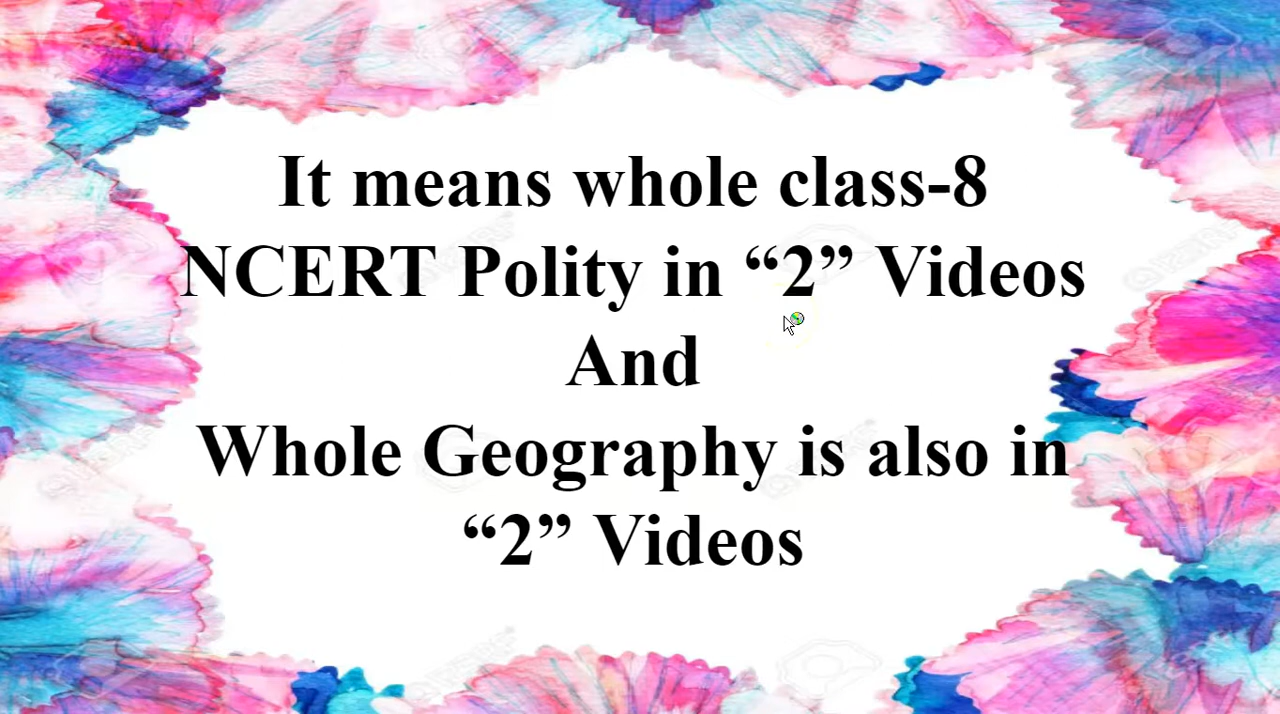 It means whole class-8
NCERT Polity in “2” Videos
And
Whole Geography is also in
“2” Videos